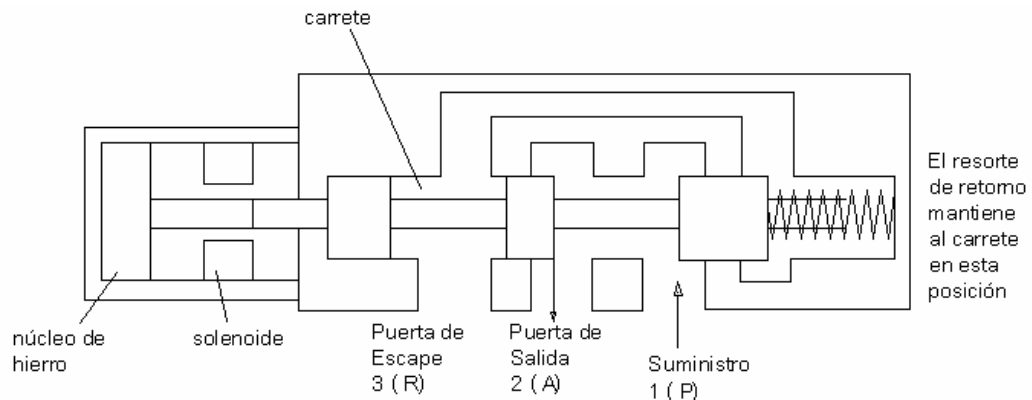 carrete
El resorte
de retorno
mantiene
al carrete
en esta
posición
núcleo de
hierro
solenoide
Puerta de
Escape
3 ( R)
Puerta de
Salida
2 ( A)
Suministro
1 ( P)